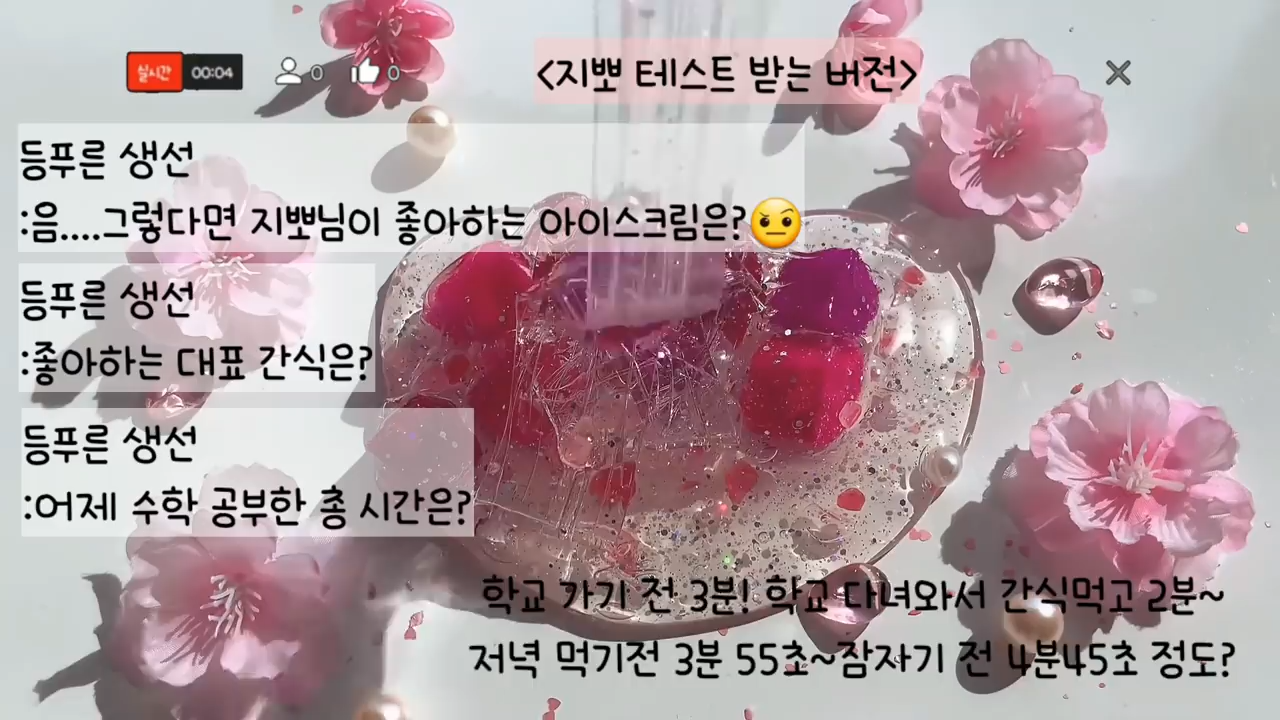 실시간 00:04 0 0
<지뽀 테스트 받는 버전>
등푸른 생선
:음....그렇다면 지뽀님이 좋아하는 아이스크림은?🤨
등푸른 생선
:좋아하는 대표 간식은?
등푸른 생선
:어제 수학 공부한 총 시간은?
학교 가기 전 3분! 학교 다녀와서 간식먹고 2분~
저녁 먹기전 3분 55초~잠자기 전 4분45초 정도?